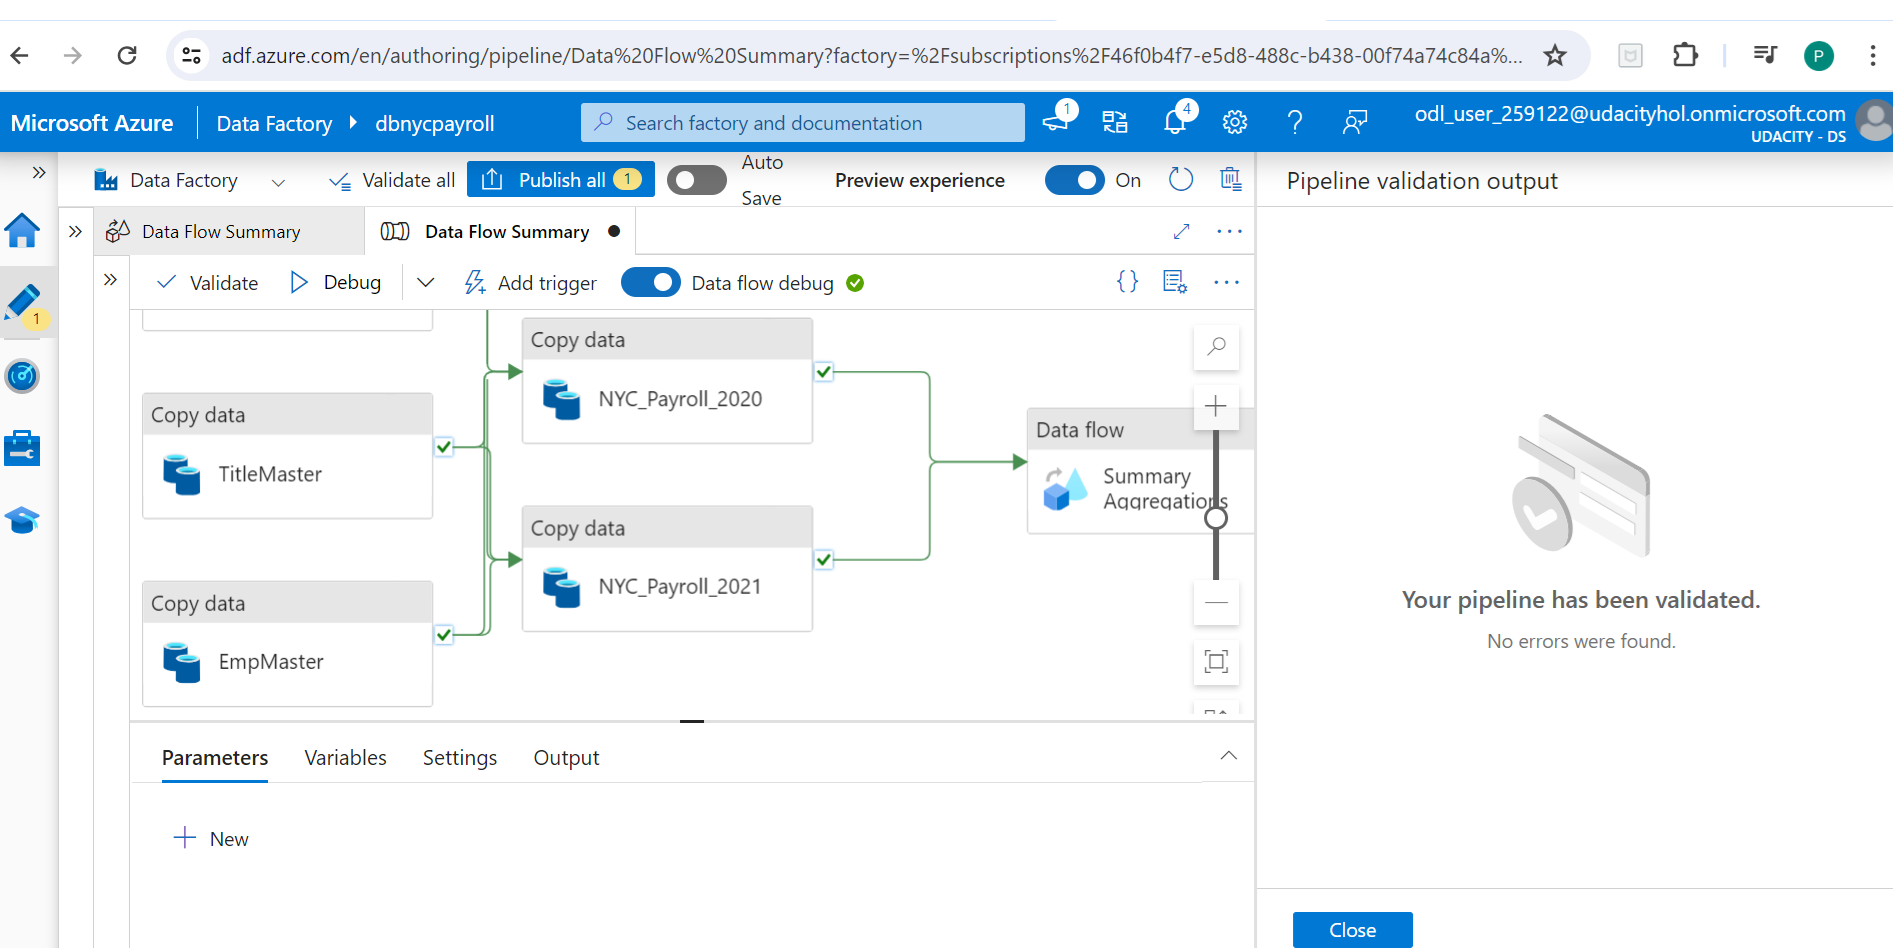 adf.azure.com/en/authoring/pipeline/Data%20Flow%20Summary?factory=%2Fsubscriptions%2F46f0b4f7-e5d8-488c-b438-00f74a74c84a%...
P
Microsoft Azure
Data Factory
dbnycpayroll
Search factory and documentation
1
4
odl_user_259122@udacityhol.onmicrosoft.com
UDACITY - DS
Data Factory
Validate all
Publish all
1
Auto
Save
Preview experience
On
Pipeline validation output
Data Flow Summary
Data Flow Summary
Validate
Debug
Add trigger
Data flow debug
1
Copy data
NYC_Payroll_2020
Copy data
TitleMaster
Data flow
Summary
Aggregations
Copy data
NYC_Payroll_2021
Copy data
EmpMaster
Your pipeline has been validated.
No errors were found.
Parameters
Variables
Settings
Output
New
Close